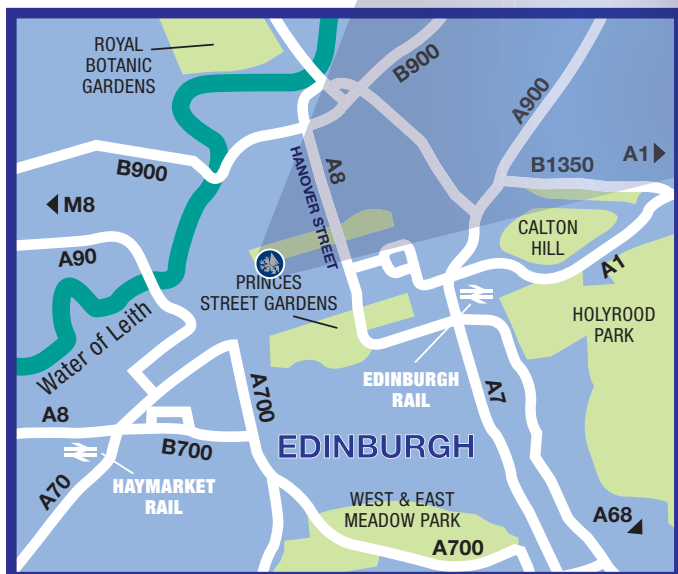 ROYAL
BOTANIC
GARDENS
B900
A900
B900
A8
HANOVER STREET
B1350
A1
M8
A90
CALTON
HILL
A1
PRINCES
STREET GARDENS
HOLYROOD
PARK
Water of Leith
EDINBURGH
RAIL
A7
A8
A700
B700
EDINBURGH
A70
HAYMARKET
RAIL
WEST & EAST
MEADOW PARK
A68
A700